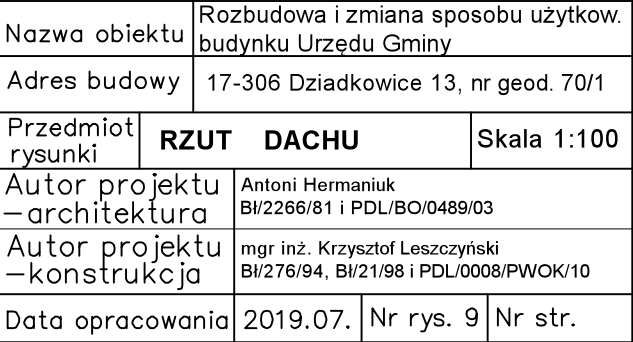 Nazwa obiektu
Rozbudowa i zmiana sposobu użytkow.
budynku Urzędu Gminy
Adres budowy
17-306 Dziadkowice 13, nr geod. 70/1
Przedmiot
rysunki
RZUT DACHU
Skala 1:100
Autor projektu
–architektura
Antoni Hermaniuk
Bł/2266/81 i PDL/BO/0489/03
Autor projektu
–konstrukcja
mgr inż. Krzysztof Leszczyński
Bł/276/94, Bł/21/98 i PDL/0008/PWOK/10
Data opracowania
2019.07.
Nr rys. 9
Nr str.